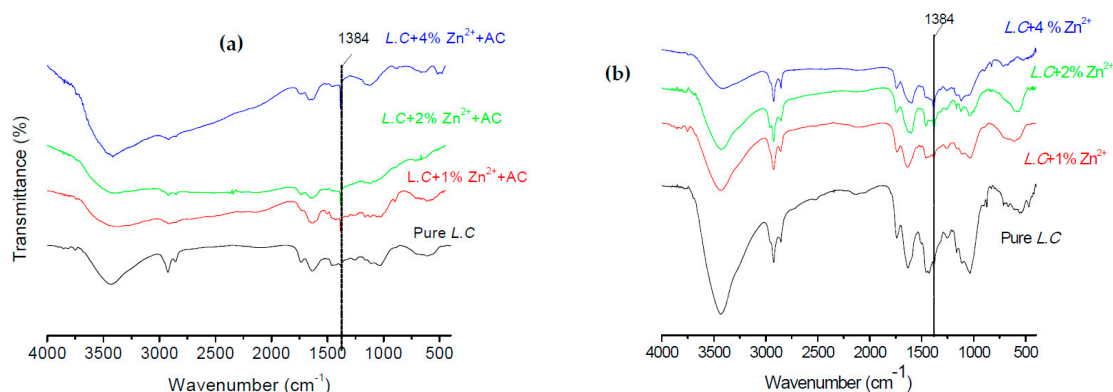 (a)
1384
L.C+4% Zn²⁺+AC
L.C+2% Zn²⁺+AC
L.C+1% Zn²⁺+AC
Pure L.C
Transmittance (%)
4000 3500 3000 2500 2000 1500 1000 500
Wavenumber (cm⁻¹)
(b)
1384
L.C+4 % Zn²⁺
L.C+2% Zn²⁺
L.C+1% Zn²⁺
Pure L.C
4000 3500 3000 2500 2000 1500 1000 500
Wavenumber (cm⁻¹)